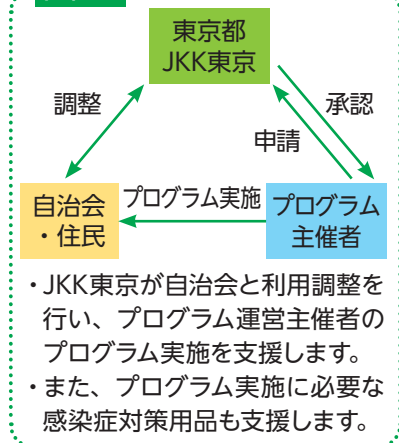 東京都
JKK東京
調整
承認
申請
自治会
・住民
プログラム実施
プログラム
主催者
・JKK東京が自治会と利用調整を
行い、プログラム運営主催者の
プログラム実施を支援します。
・また、プログラム実施に必要な
感染症対策用品も支援します。